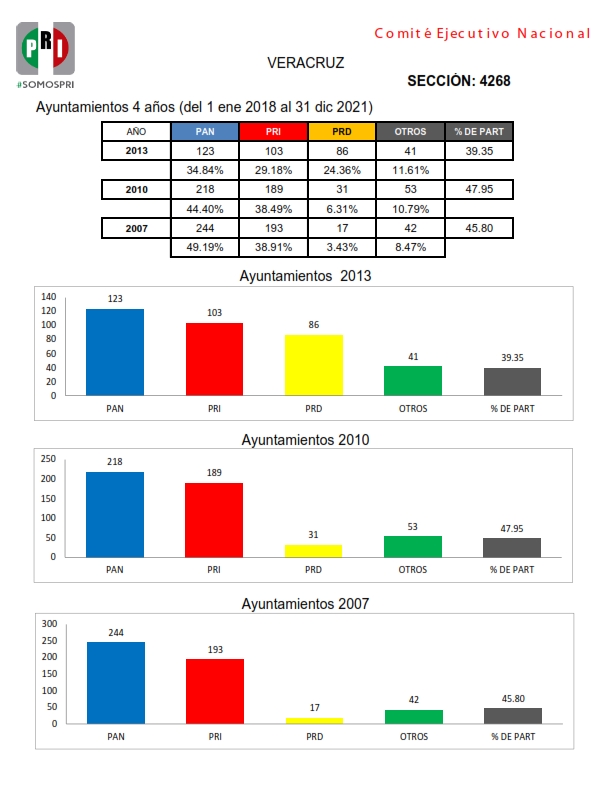 Comité Ejecutivo Nacional
PRI
#SOMOSPRI
VERACRUZ
SECCIÓN: 4268
Ayuntamientos 4 años (del 1 ene 2018 al 31 dic 2021)
AÑO PAN PRI PRD OTROS % DE PART
2013 123 103 86 41 39.35
34.84% 29.18% 24.36% 11.61%
2010 218 189 31 53 47.95
44.40% 38.49% 6.31% 10.79%
2007 244 193 17 42 45.80
49.19% 38.91% 3.43% 8.47%
Ayuntamientos 2013
140
120
100
80
60
40
20
0
123 103 86 41 39.35
PAN PRI PRD OTROS % DE PART
Ayuntamientos 2010
250
200
150
100
50
0
218 189 31 53 47.95
PAN PRI PRD OTROS % DE PART
Ayuntamientos 2007
300
250
200
150
100
50
0
244 193 17 42 45.80
PAN PRI PRD OTROS % DE PART